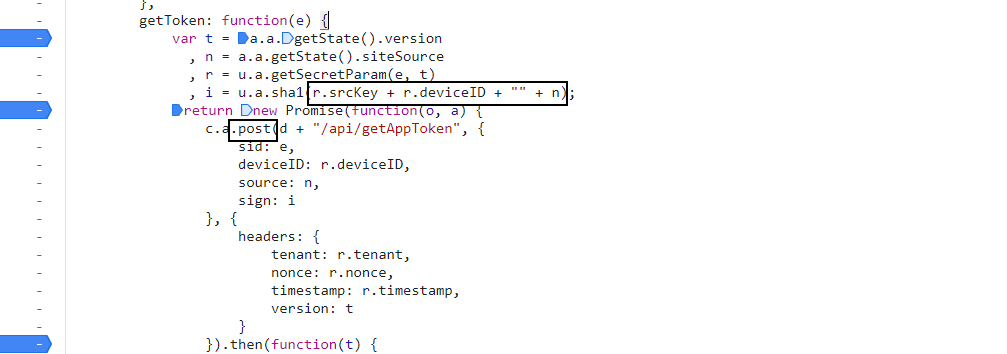 },
getToken: function(e) {
var t = a.a.getState().version
, n = a.a.getState().siteSource
, r = u.a.getSecretParam(e, t)
, i = u.a.sha1(r.srcKey + r.deviceID + "" + n);
return new Promise(function(o, a) {
c.a.post(d + "/api/getAppToken", {
sid: e,
deviceID: r.deviceID,
source: n,
sign: i
}, {
headers: {
tenant: r.tenant,
nonce: r.nonce,
timestamp: r.timestamp,
version: t
}
}).then(function(t) {